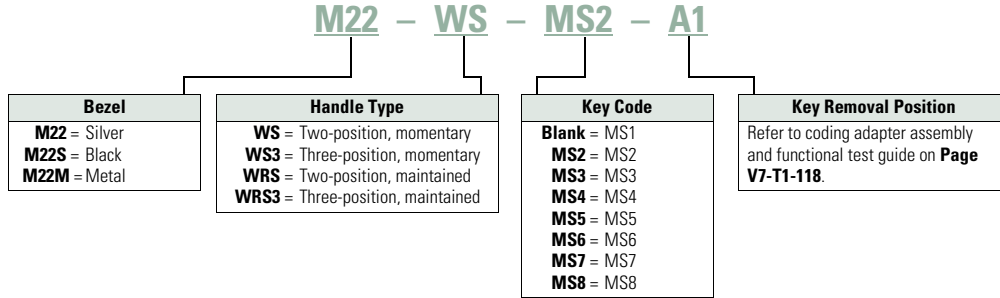 M22 – WS – MS2 – A1
Bezel
M22 = Silver
M22S = Black
M22M = Metal
Handle Type
WS = Two-position, momentary
WS3 = Three-position, momentary
WRS = Two-position, maintained
WRS3 = Three-position, maintained
Key Code
Blank = MS1
MS2 = MS2
MS3 = MS3
MS4 = MS4
MS5 = MS5
MS6 = MS6
MS7 = MS7
MS8 = MS8
Key Removal Position
Refer to coding adapter assembly
and functional test guide on Page
V7-T1-118.